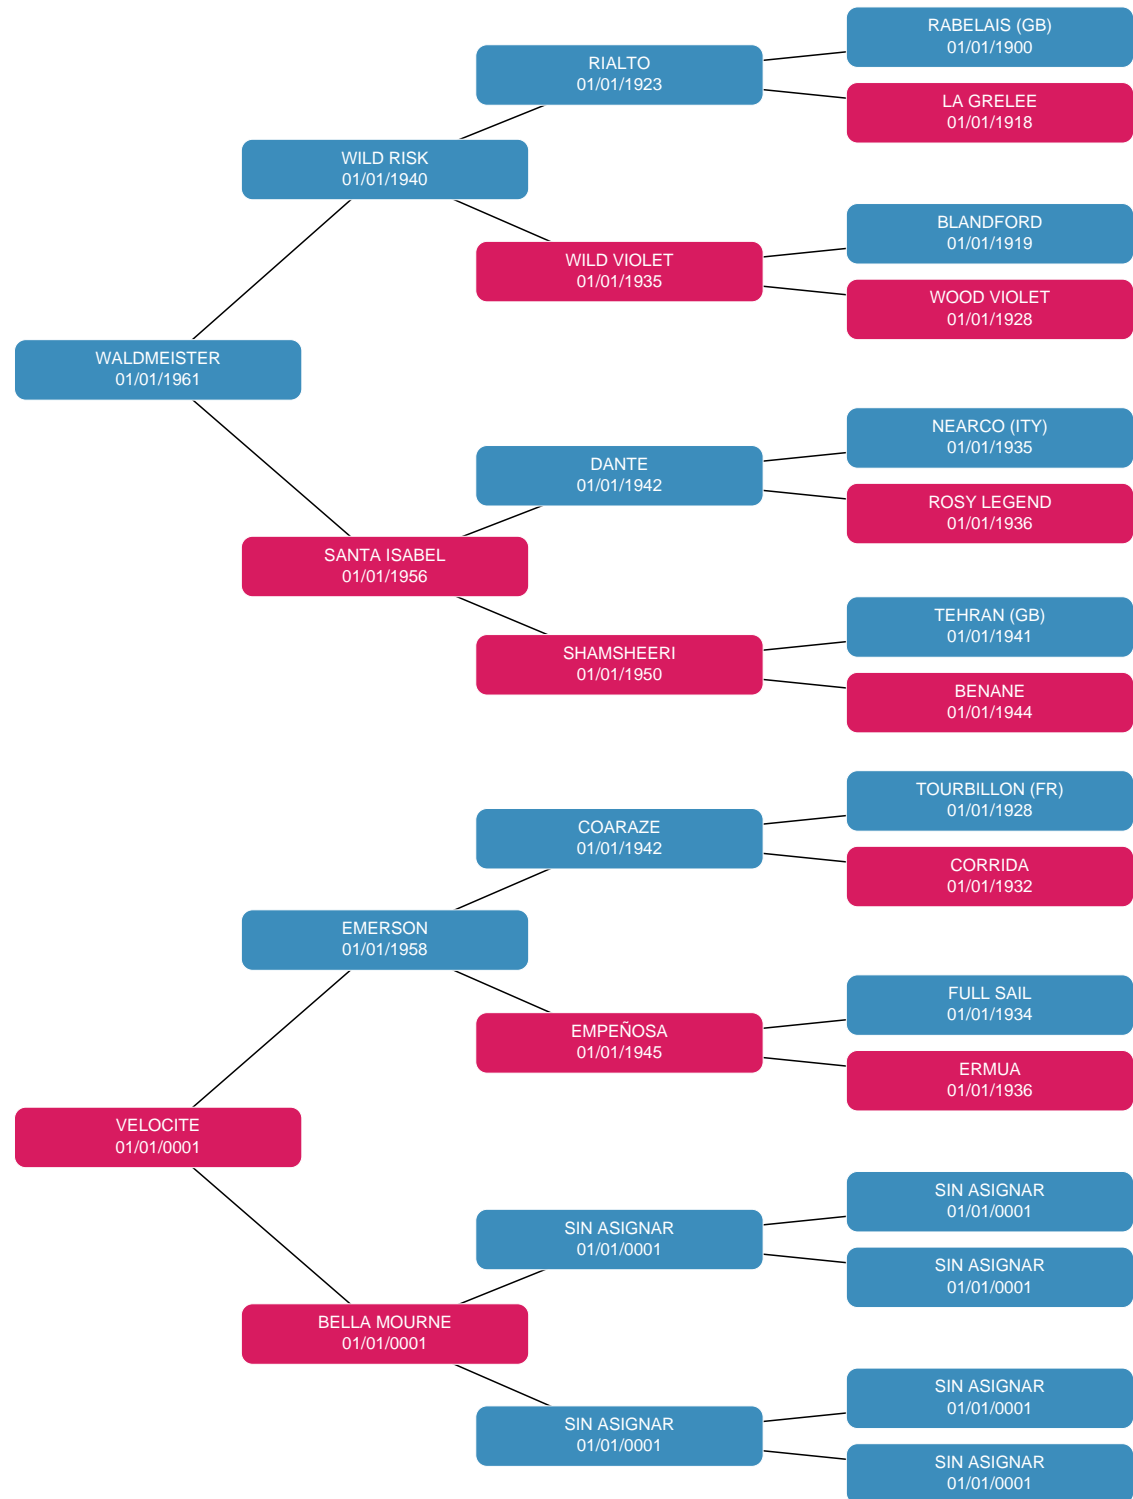 RABELAIS (GB)
01/01/1900
RIALTO
01/01/1923
LA GRELEE
01/01/1918
WILD RISK
01/01/1940
BLANDFORD
01/01/1919
WILD VIOLET
01/01/1935
WOOD VIOLET
01/01/1928
WALDMEISTER
01/01/1961
NEARCO (ITY)
01/01/1935
DANTE
01/01/1942
ROSY LEGEND
01/01/1936
SANTA ISABEL
01/01/1956
TEHRAN (GB)
01/01/1941
SHAMSHEERI
01/01/1950
BENANE
01/01/1944
TOURBILLON (FR)
01/01/1928
COARAZE
01/01/1942
CORRIDA
01/01/1932
EMERSON
01/01/1958
FULL SAIL
01/01/1934
EMPEÑOSA
01/01/1945
ERMUA
01/01/1936
VELOCITE
01/01/0001
SIN ASIGNAR
01/01/0001
SIN ASIGNAR
01/01/0001
SIN ASIGNAR
01/01/0001
BELLA MOURNE
01/01/0001
SIN ASIGNAR
01/01/0001
SIN ASIGNAR
01/01/0001
SIN ASIGNAR
01/01/0001